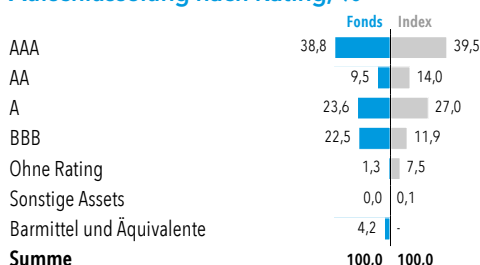 Fonds Index
AAA 38,8 39,5
AA 9,5 14,0
A 23,6 27,0
BBB 22,5 11,9
Ohne Rating 1,3 7,5
Sonstige Assets 0,0 0,1
Barmittel und Äquivalente 4,2 -
Summe 100,0 100,0